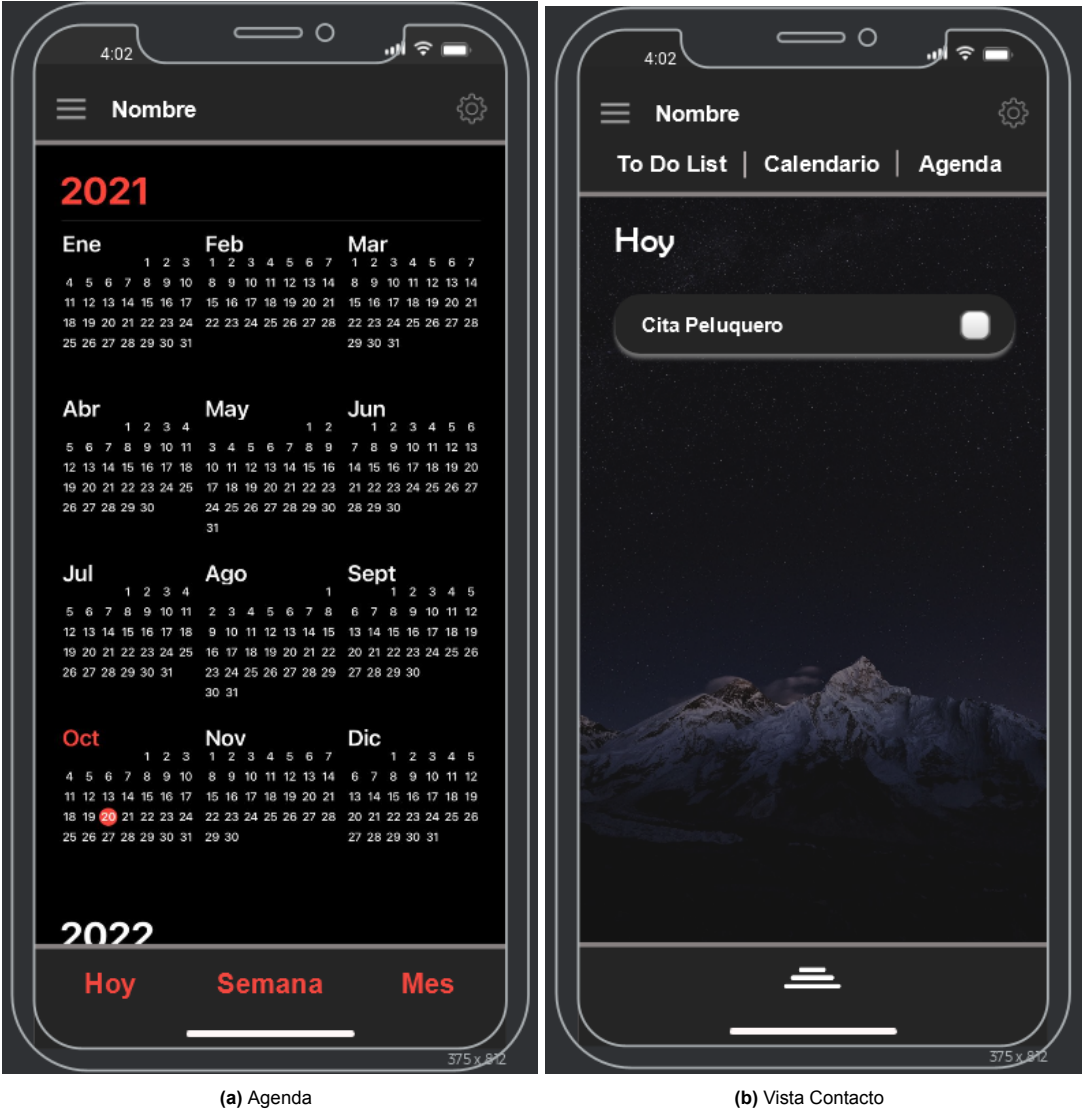 4:02
Nombre
2021
Ene Feb Mar
1 2 3 1 2 3 4 5 6 7 1 2 3 4 5 6 7
4 5 6 7 8 9 10 8 9 10 11 12 13 14 8 9 10 11 12 13 14
11 12 13 14 15 16 17 15 16 17 18 19 20 21 15 16 17 18 19 20 21
18 19 20 21 22 23 24 22 23 24 25 26 27 28 22 23 24 25 26 27 28
25 26 27 28 29 30 31 29 30 31
Abr May Jun
1 2 3 4 1 2 1 2 3 4 5 6
5 6 7 8 9 10 11 3 4 5 6 7 8 9 7 8 9 10 11 12 13
12 13 14 15 16 17 18 10 11 12 13 14 15 16 14 15 16 17 18 19 20
19 20 21 22 23 24 25 17 18 19 20 21 22 23 21 22 23 24 25 26 27
26 27 28 29 30 24 25 26 27 28 29 30 28 29 30
31
Jul Ago Sept
1 2 3 4 1 1 2 3 4 5
5 6 7 8 9 10 11 2 3 4 5 6 7 8 6 7 8 9 10 11 12
12 13 14 15 16 17 18 9 10 11 12 13 14 15 13 14 15 16 17 18 19
19 20 21 22 23 24 25 16 17 18 19 20 21 22 20 21 22 23 24 25 26
26 27 28 29 30 31 23 24 25 26 27 28 29 27 28 29 30
30 31
Oct Nov Dic
1 2 3 1 2 3 4 5 6 7 1 2 3 4 5
4 5 6 7 8 9 10 8 9 10 11 12 13 14 6 7 8 9 10 11 12
11 12 13 14 15 16 17 15 16 17 18 19 20 21 13 14 15 16 17 18 19
18 19 20 21 22 23 24 22 23 24 25 26 27 28 20 21 22 23 24 25 26
25 26 27 28 29 30 31 29 30 27 28 29 30 31
2022
Hoy Semana Mes
375 x 812
(a) Agenda
4:02
Nombre
To Do List | Calendario | Agenda
Hoy
Cita Peluquero
375 x 812
(b) Vista Contacto